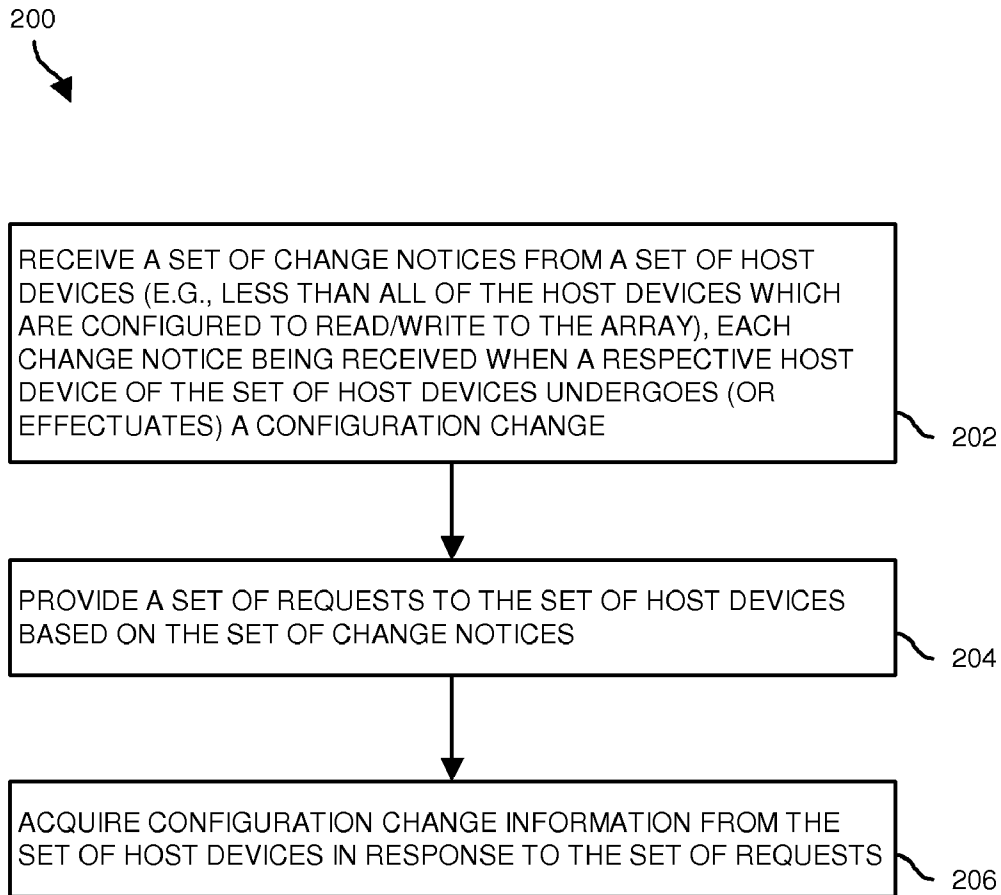 200
RECEIVE A SET OF CHANGE NOTICES FROM A SET OF HOST
DEVICES (E.G., LESS THAN ALL OF THE HOST DEVICES WHICH
ARE CONFIGURED TO READ/WRITE TO THE ARRAY), EACH
CHANGE NOTICE BEING RECEIVED WHEN A RESPECTIVE HOST
DEVICE OF THE SET OF HOST DEVICES UNDERGOES (OR
EFFECTUATES) A CONFIGURATION CHANGE
202
PROVIDE A SET OF REQUESTS TO THE SET OF HOST DEVICES
BASED ON THE SET OF CHANGE NOTICES
204
ACQUIRE CONFIGURATION CHANGE INFORMATION FROM THE
SET OF HOST DEVICES IN RESPONSE TO THE SET OF REQUESTS
206